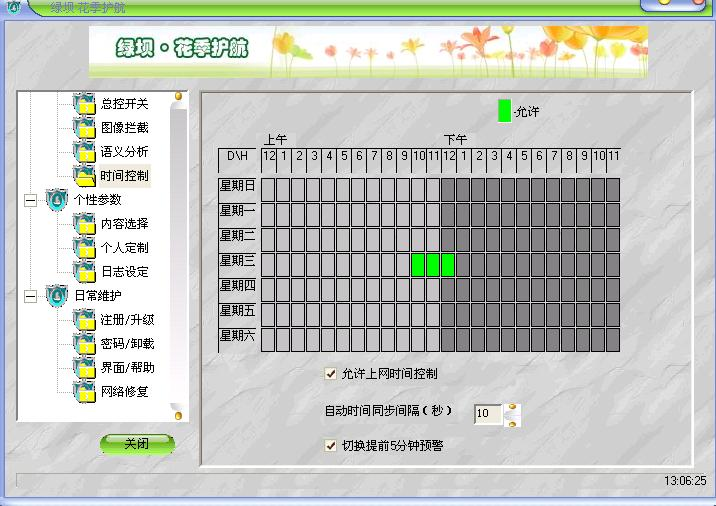 绿坝·花季护航
绿坝·花季护航
总控开关
图像拦截
语义分析
时间控制
个性参数
内容选择
个人定制
日志设定
日常维护
注册/升级
密码/卸载
界面/帮助
网络修复
关闭
-允许
上午 下午
D\H 12 1 2 3 4 5 6 7 8 9 10 11 12 1 2 3 4 5 6 7 8 9 10 11
星期日
星期一
星期二
星期三
星期四
星期五
星期六
允许上网时间控制
自动时间同步间隔(秒) 10
切换提前5分钟预警
13:06:25